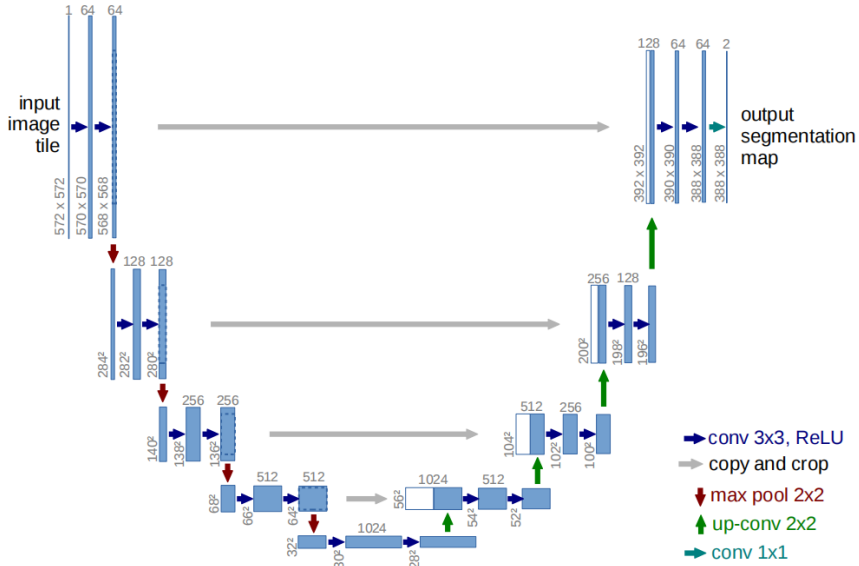 1 64 64
128 64 64 2
input
image
tile
output
segmentation
map
572 x 572
570 x 570
568 x 568
392 x 392
390 x 390
388 x 388
388 x 388
128 128
256 128
284²
282²
280²
200²
198²
196²
256 256
512 256
140²
138²
136²
104²
102²
100²
512 512
1024 512
68²
66²
64²
56²
54²
52²
1024
32²
30²
28²
conv 3x3, ReLU
copy and crop
max pool 2x2
up-conv 2x2
conv 1x1